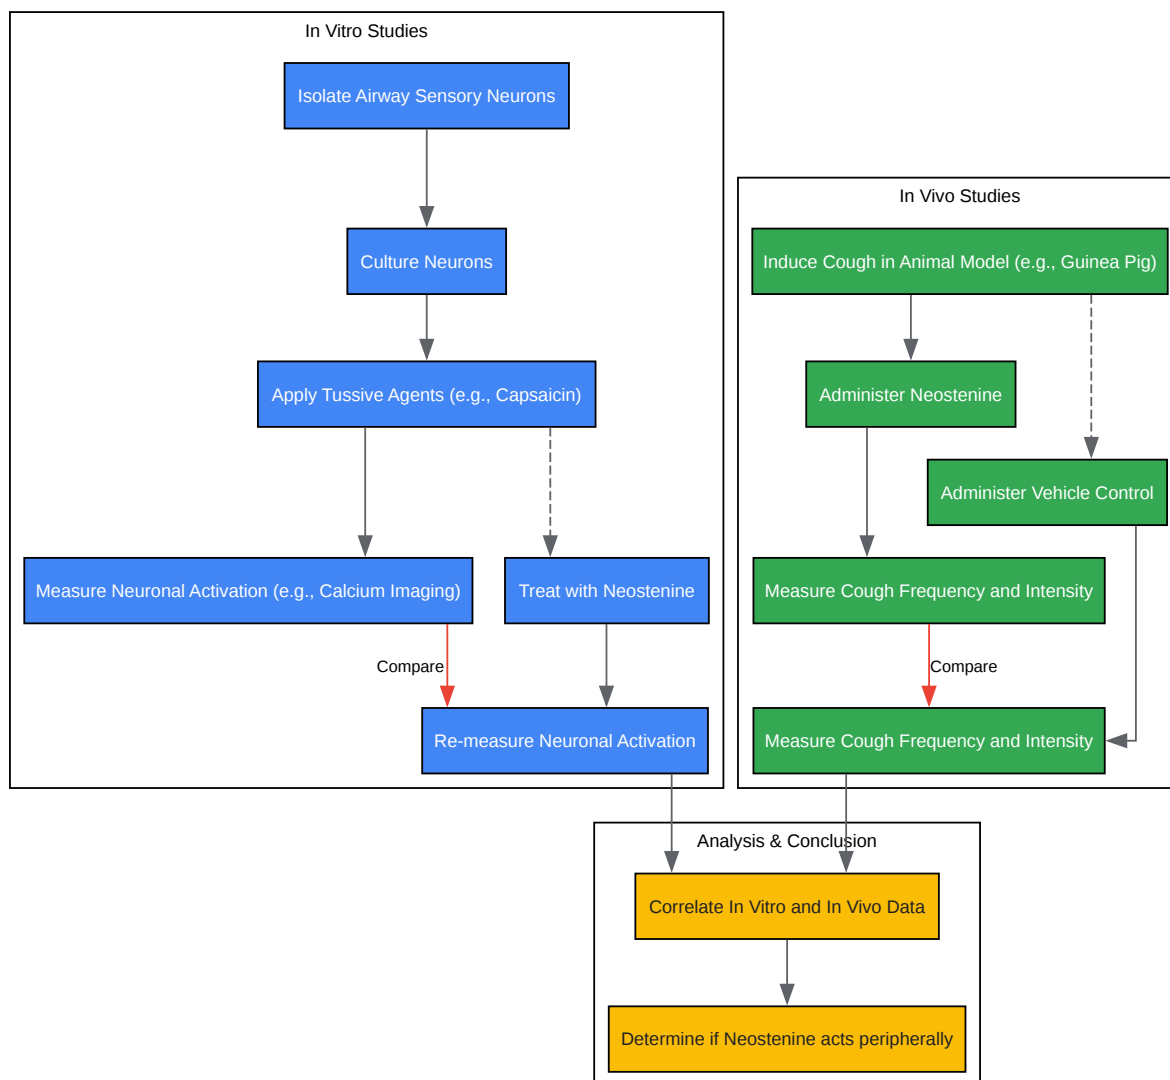 In Vitro Studies
Isolate Airway Sensory Neurons
Culture Neurons
Apply Tussive Agents (e.g., Capsaicin)
Measure Neuronal Activation (e.g., Calcium Imaging)
Treat with Neostenine
Compare
Re-measure Neuronal Activation
In Vivo Studies
Induce Cough in Animal Model (e.g., Guinea Pig)
Administer Neostenine
Administer Vehicle Control
Measure Cough Frequency and Intensity
Compare
Measure Cough Frequency and Intensity
Analysis & Conclusion
Correlate In Vitro and In Vivo Data
Determine if Neostenine acts peripherally